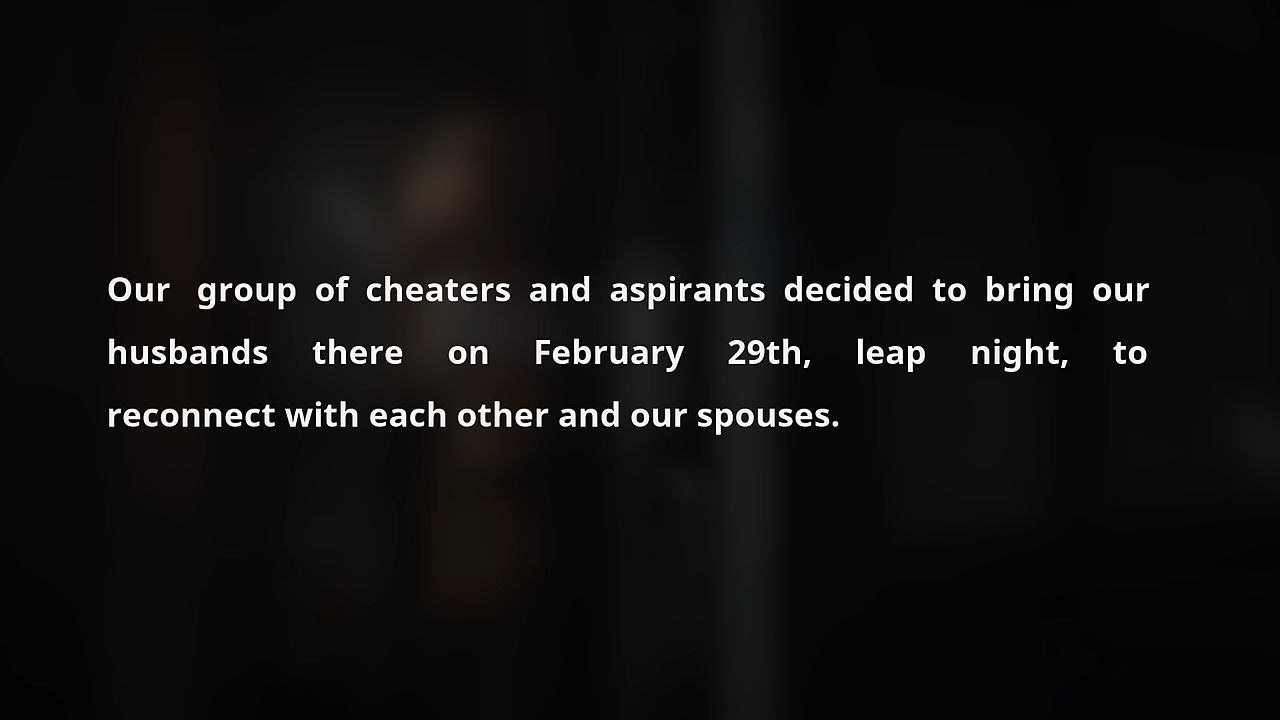 Our group of cheaters and aspirants decided to bring our
husbands there on February 29th, leap night, to
reconnect with each other and our spouses.